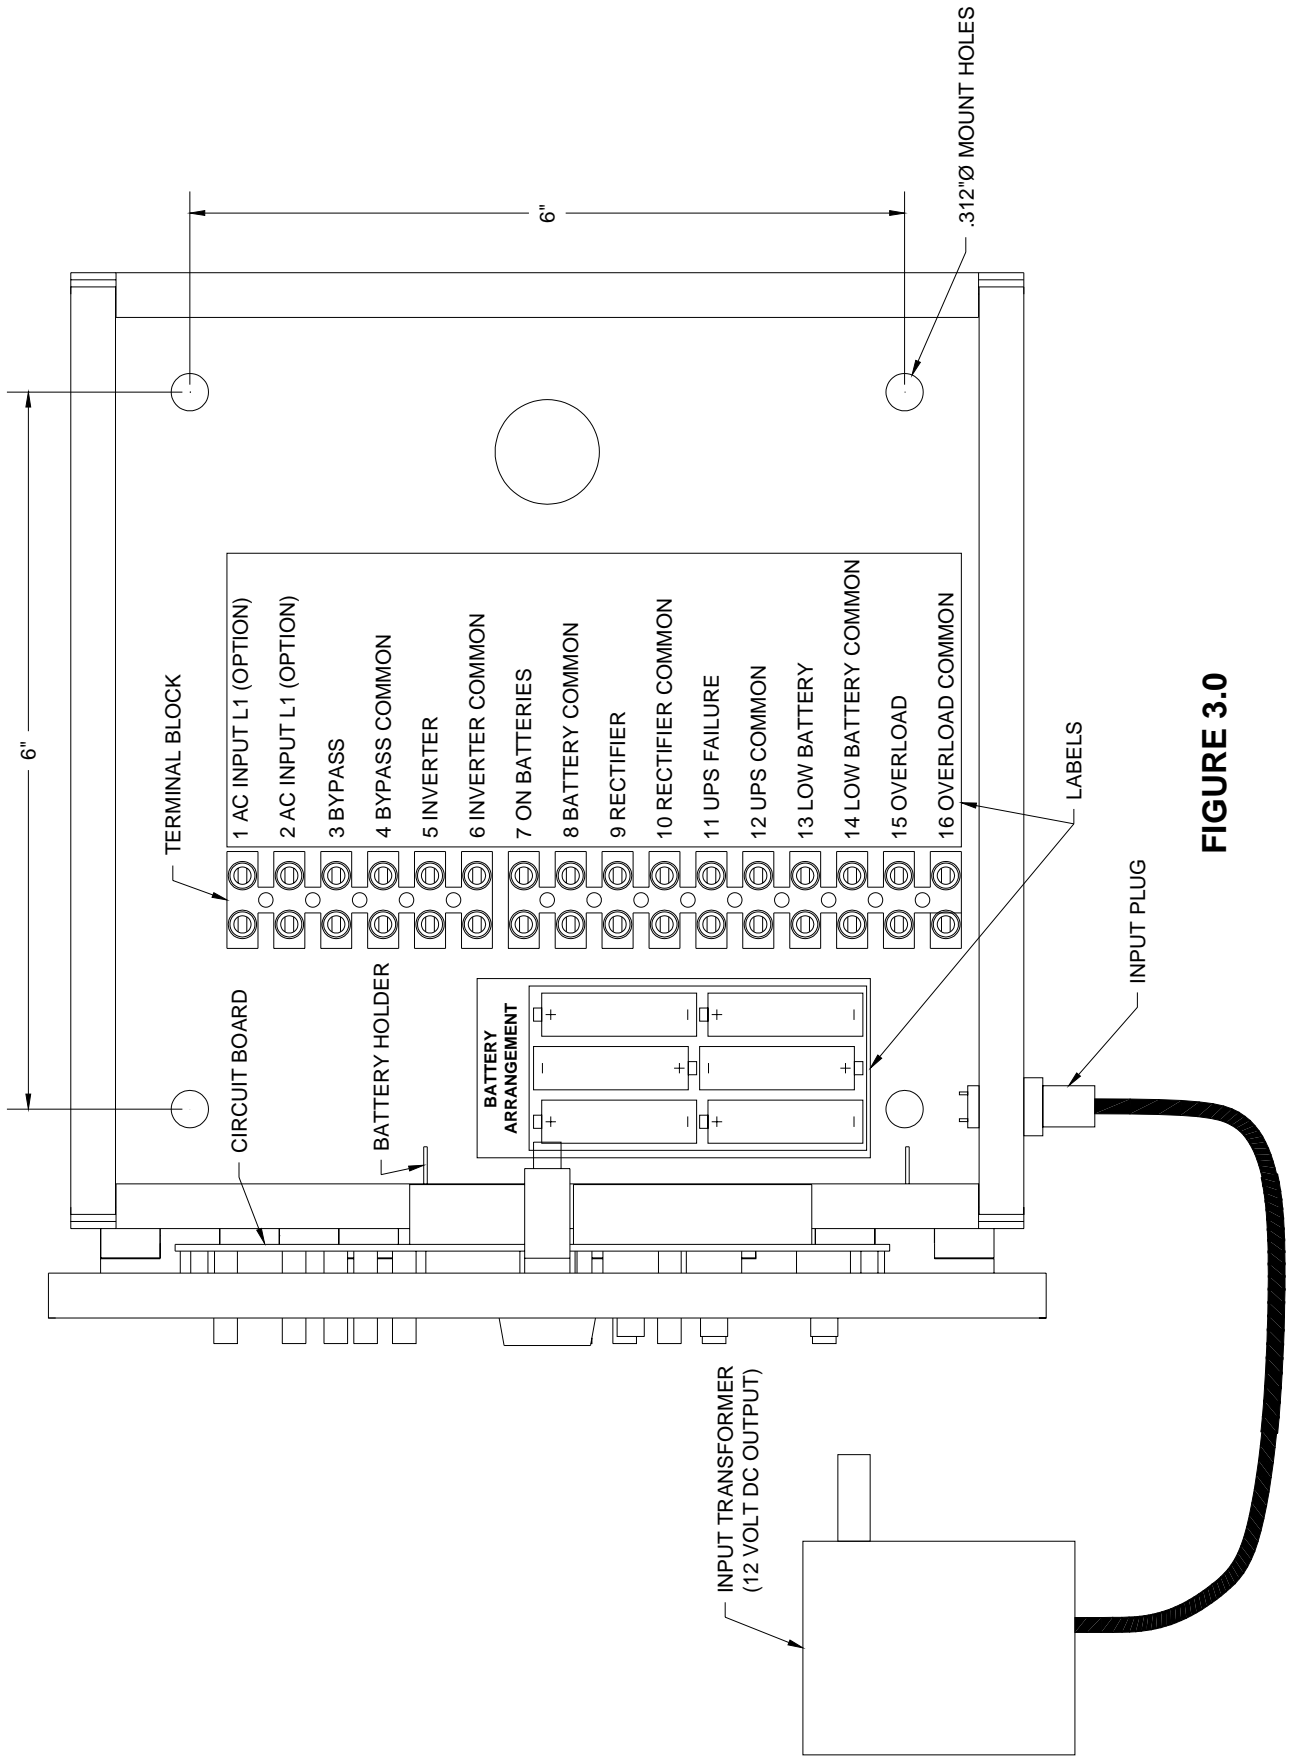 6"
6"
.312"Ø MOUNT HOLES
TERMINAL BLOCK
1 AC INPUT L1 (OPTION)
2 AC INPUT L1 (OPTION)
3 BYPASS
4 BYPASS COMMON
5 INVERTER
6 INVERTER COMMON
7 ON BATTERIES
8 BATTERY COMMON
9 RECTIFIER
10 RECTIFIER COMMON
11 UPS FAILURE
12 UPS COMMON
13 LOW BATTERY
14 LOW BATTERY COMMON
15 OVERLOAD
16 OVERLOAD COMMON
CIRCUIT BOARD
BATTERY HOLDER
BATTERY
ARRANGEMENT
+ -
+ -
- +
- +
+ -
+ -
LABELS
INPUT PLUG
INPUT TRANSFORMER
(12 VOLT DC OUTPUT)
FIGURE 3.0